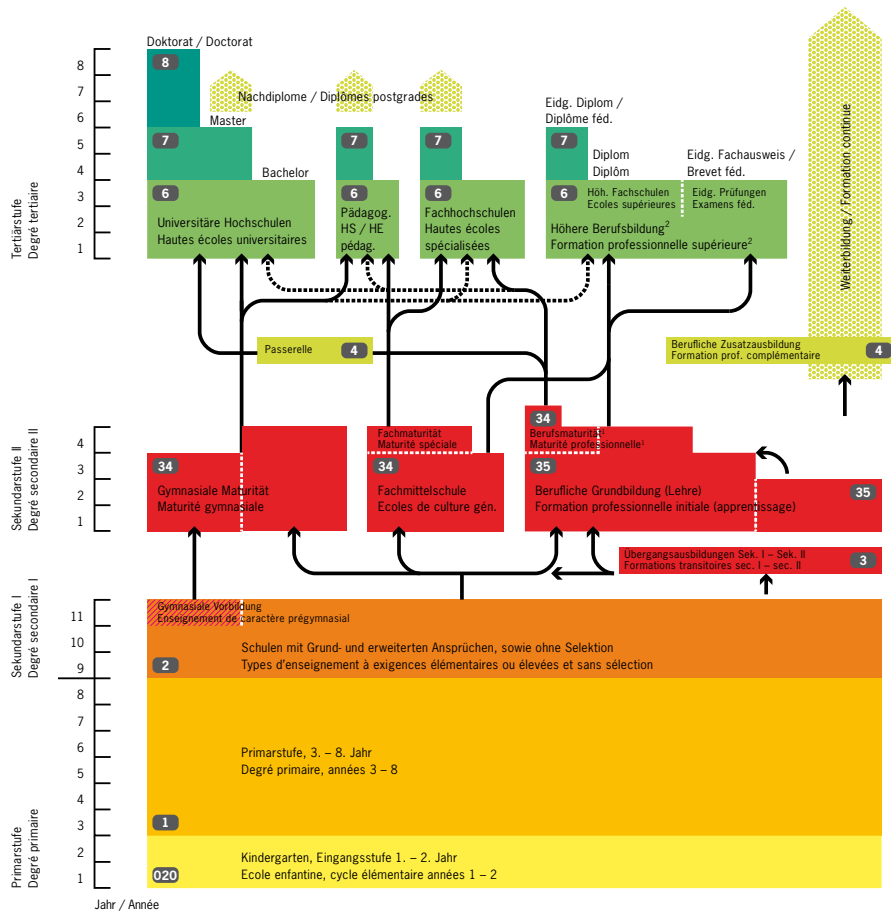 Doktorat / Doctorat
8
Nachdiplome / Diplômes postgrades
Master
Eidg. Diplom /
Diplôme féd.
7
7
7
7
Bachelor
Diplom
Diplôm
Eidg. Fachausweis /
Brevet féd.
6
Universitäre Hochschulen
Hautes écoles universitaires
6
Pädagog.
HS / HE
pédag.
6
Fachhochschulen
Hautes écoles
spécialisées
6
Höh. Fachschulen
Ecoles supérieures
Eidg. Prüfungen
Examens féd.
Höhere Berufsbildung²
Formation professionnelle supérieure²
Weiterbildung / Formation continue
Tertiärstufe
Degré tertiaire
8
7
6
5
4
3
2
1
Passerelle
4
Berufliche Zusatzausbildung
Formation prof. complémentaire
4
Sekundarstufe II
Degré secondaire II
4
3
2
1
34
Gymnasiale Maturität
Maturité gymnasiale
Fachmaturität
Maturité spéciale
34
Fachmittelschule
Ecoles de culture gén.
34
Berufsmaturität¹
Maturité professionnelle¹
35
Berufliche Grundbildung (Lehre)
Formation professionnelle initiale (apprentissage)
35
Übergangsausbildungen Sek. I – Sek. II
Formations transitoires sec. I – sec. II
3
Sekundarstufe I
Degré secondaire I
11
10
9
Gymnasiale Vorbildung
Enseignement de caractère prégymnasial
Schulen mit Grund- und erweiterten Ansprüchen, sowie ohne Selektion
Types d'enseignement à exigences élémentaires ou élevées et sans sélection
2
Primarstufe
Degré primaire
8
7
6
5
4
3
2
1
Primarstufe, 3. – 8. Jahr
Degré primaire, années 3 – 8
1
Kindergarten, Eingangsstufe 1. – 2. Jahr
Ecole enfantine, cycle élémentaire années 1 – 2
020
Jahr / Année